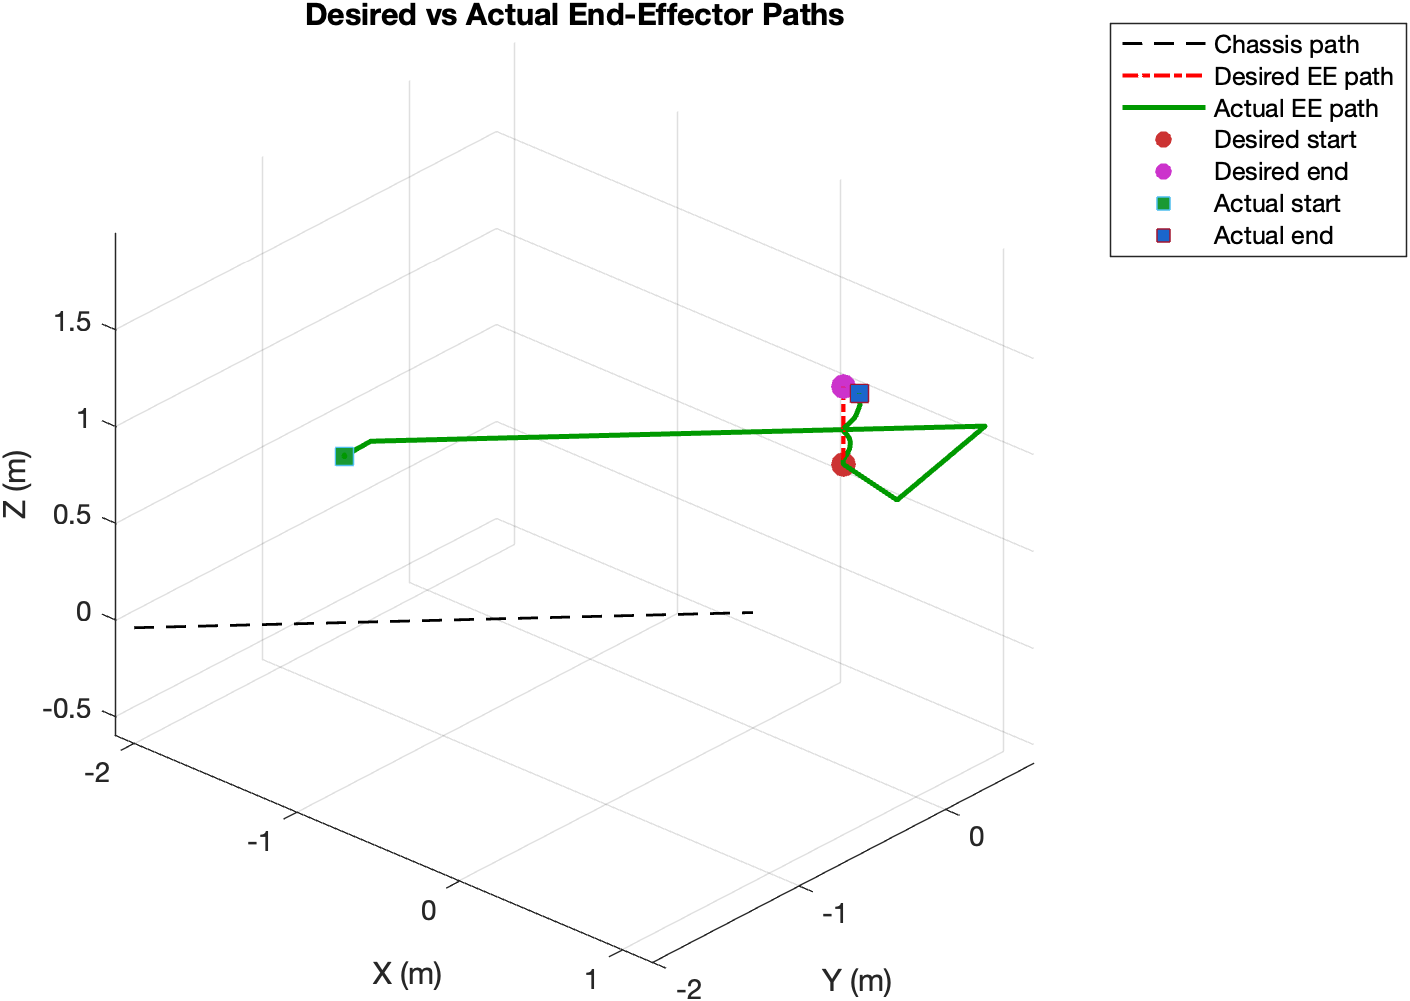 Desired vs Actual End-Effector Paths
Chassis path
Desired EE path
Actual EE path
Desired start
Desired end
Actual start
Actual end
1.5
1
0.5
0
-0.5
Z (m)
-2
-1
0
1
X (m)
-2
-1
0
Y (m)